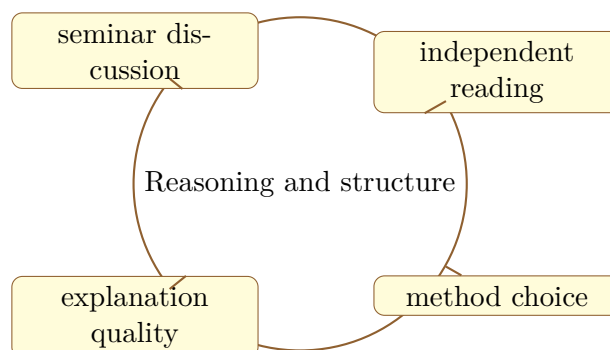 seminar dis-
cussion
independent
reading
Reasoning and structure
explanation
quality
method choice